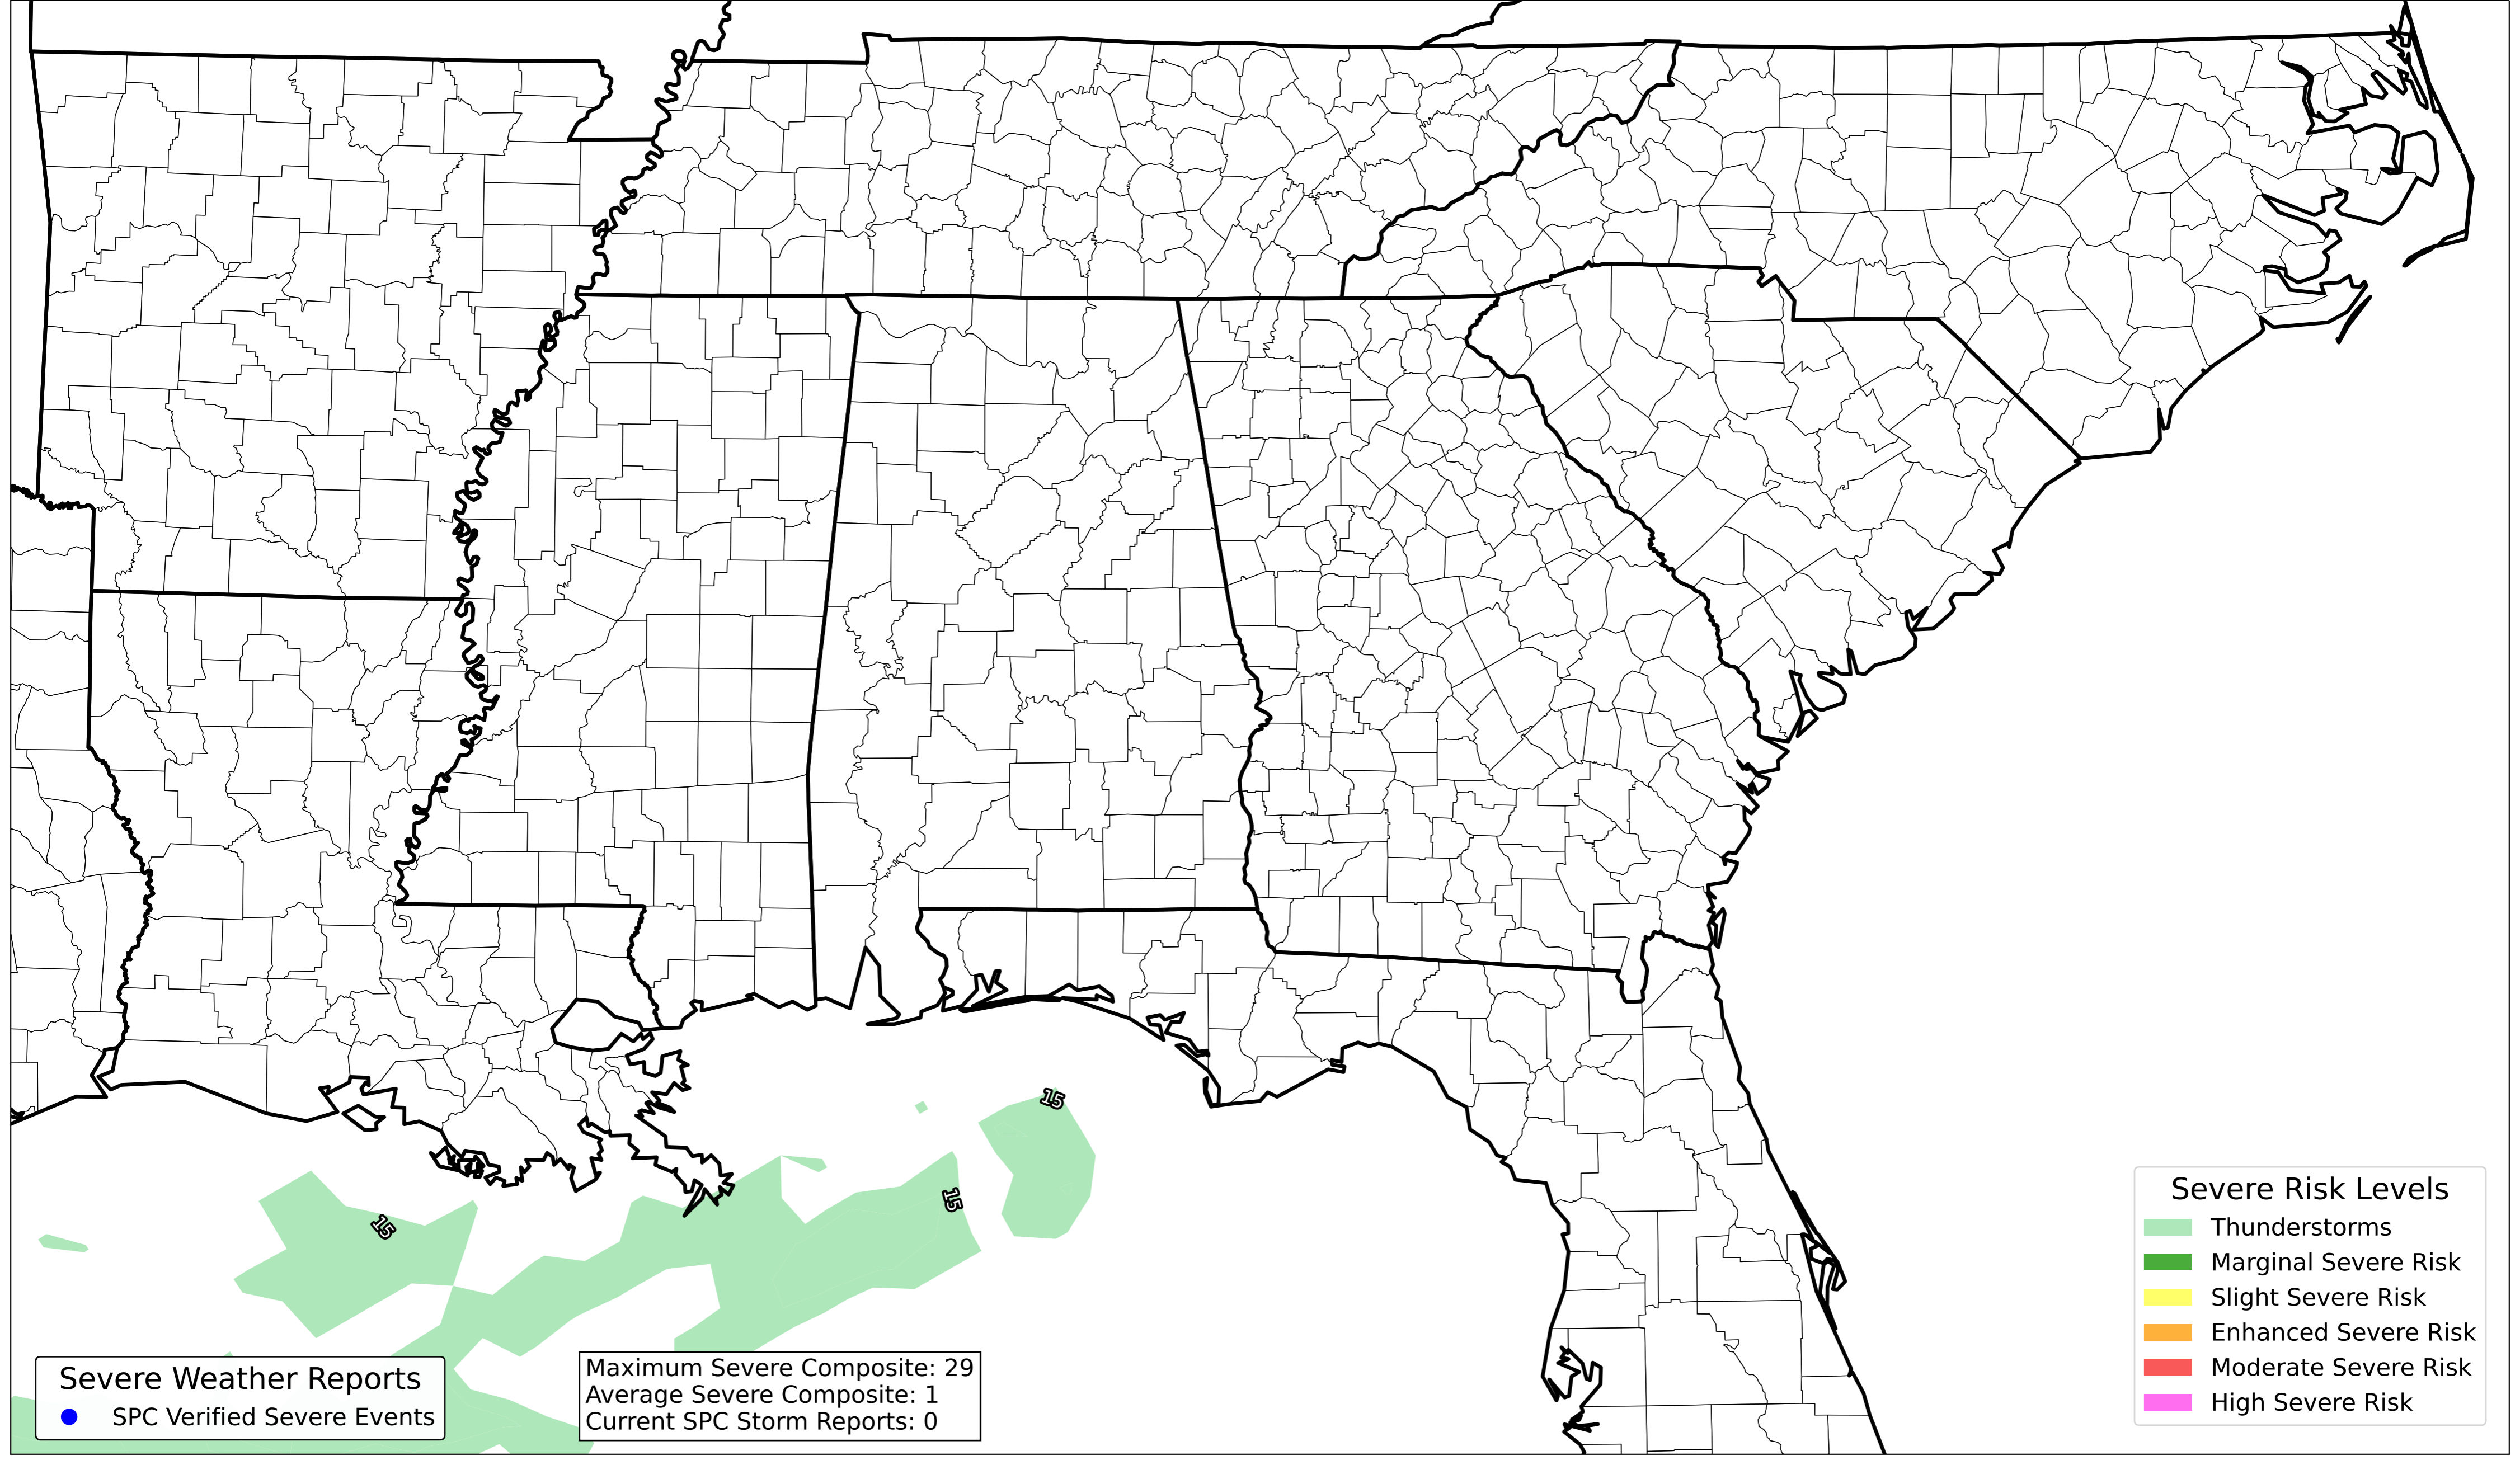 15
15
15
Severe Risk Levels
Thunderstorms
Marginal Severe Risk
Slight Severe Risk
Enhanced Severe Risk
Moderate Severe Risk
High Severe Risk
Severe Weather Reports
SPC Verified Severe Events
Maximum Severe Composite: 29
Average Severe Composite: 1
Current SPC Storm Reports: 0